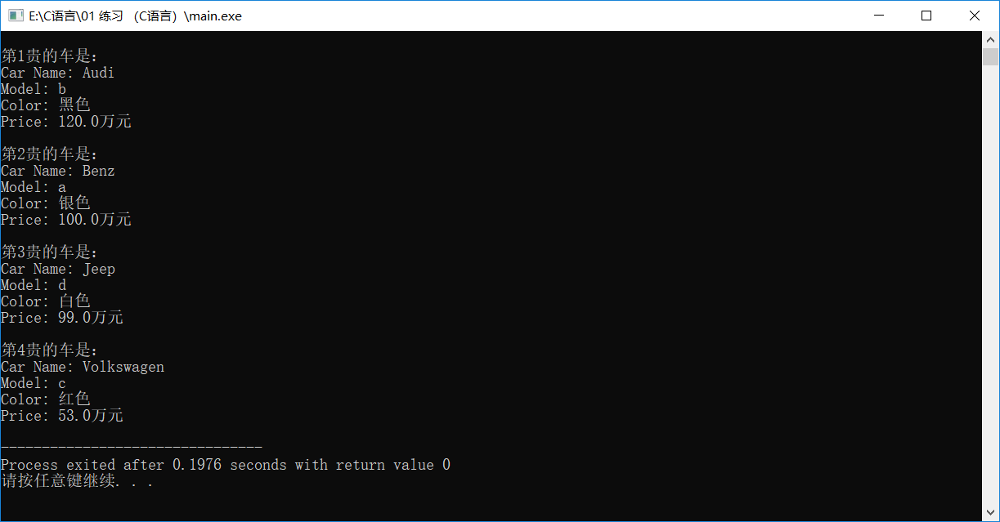 E:\C语言\01 练习 （C语言）\main.exe
第1贵的车是:
Car Name: Audi
Model: b
Color: 黑色
Price: 120.0万元
第2贵的车是:
Car Name: Benz
Model: a
Color: 银色
Price: 100.0万元
第3贵的车是:
Car Name: Jeep
Model: d
Color: 白色
Price: 99.0万元
第4贵的车是:
Car Name: Volkswagen
Model: c
Color: 红色
Price: 53.0万元
--------------------------------
Process exited after 0.1976 seconds with return value 0
请按任意键继续. . .